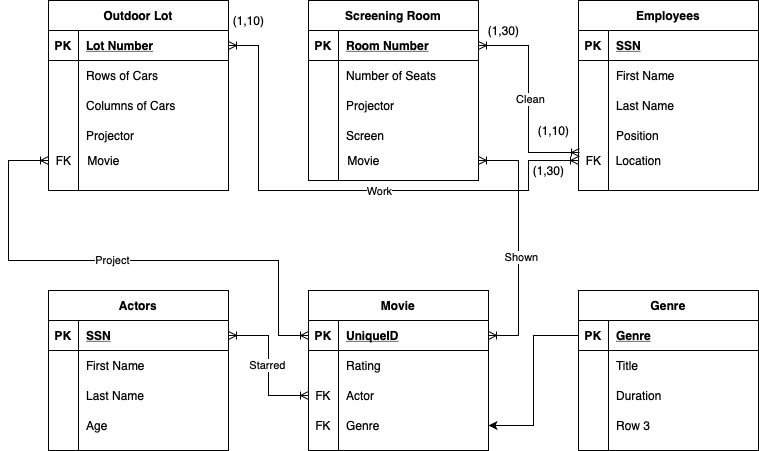 Outdoor Lot
PK Lot Number
Rows of Cars
Columns of Cars
Projector
FK Movie
(1,10)
Screening Room
PK Room Number
Number of Seats
Projector
Screen
Movie
(1,30)
Clean
(1,10)
(1,30)
Employees
PK SSN
First Name
Last Name
Position
FK Location
Work
Project
Shown
Actors
PK SSN
First Name
Last Name
Age
Starred
Movie
PK UniqueID
Rating
FK Actor
FK Genre
Genre
PK Genre
Title
Duration
Row 3